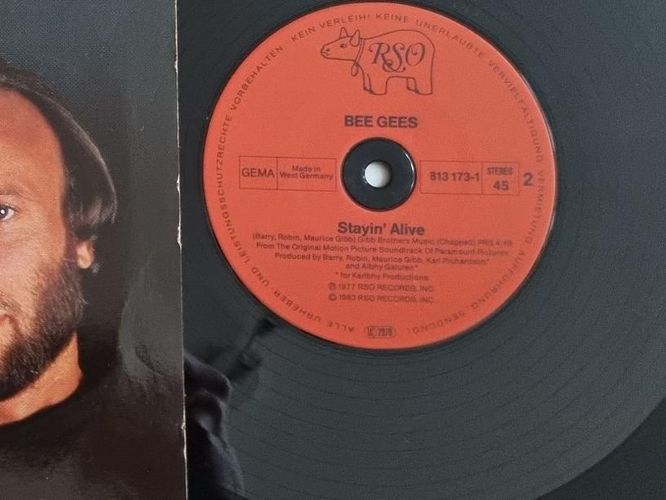 RSO
BEE GEES
GEMA
Made in
West Germany
813 173-1
STEREO
45
2
Stayin' Alive
(Barry, Robin, Maurice Gibb) Gibb Brothers Music (Chappell) PRS 4:49
From The Original Motion Picture Soundtrack Of Paramount-Pictures
Produced by Barry, Robin, Maurice Gibb, Karl Richardson*
and Albhy Galuten*
* for Karlbhy Productions
Ⓟ 1977 RSO RECORDS, INC.
© 1983 RSO RECORDS, INC.
ALLE URHEBER- UND LEISTUNGSSCHUTZRECHTE VORBEHALTEN · KEIN VERLEIH! KEINE UNERLAUBTE VERVIELFÄLTIGUNG, VERMIETUNG, AUFFÜHRUNG, SENDUNG!